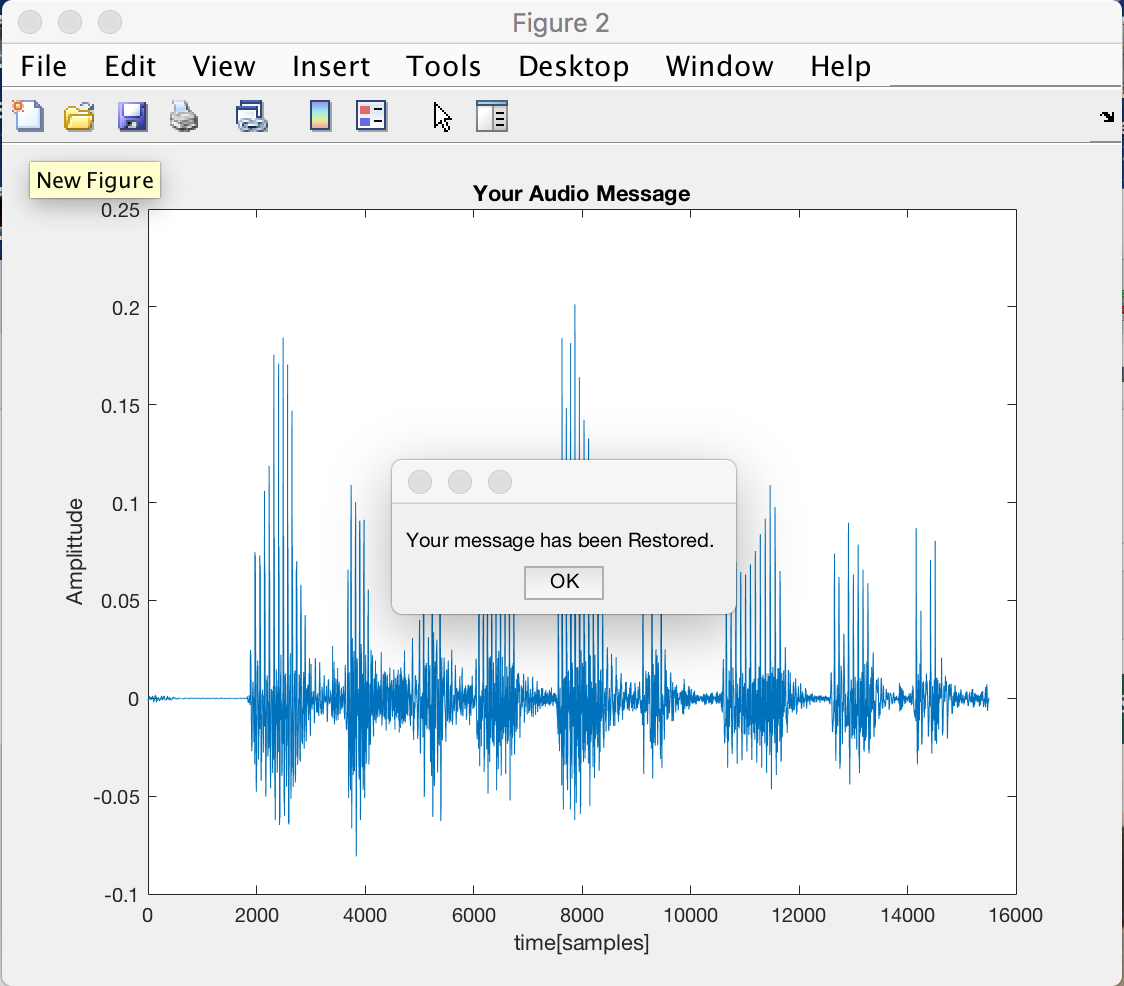 Figure 2
File Edit View Insert Tools Desktop Window Help
New Figure
Your Audio Message
0.25
0.2
0.15
0.1
0.05
0
-0.05
-0.1
Amplittude
Your message has been Restored.
OK
0 2000 4000 6000 8000 10000 12000 14000 16000
time[samples]